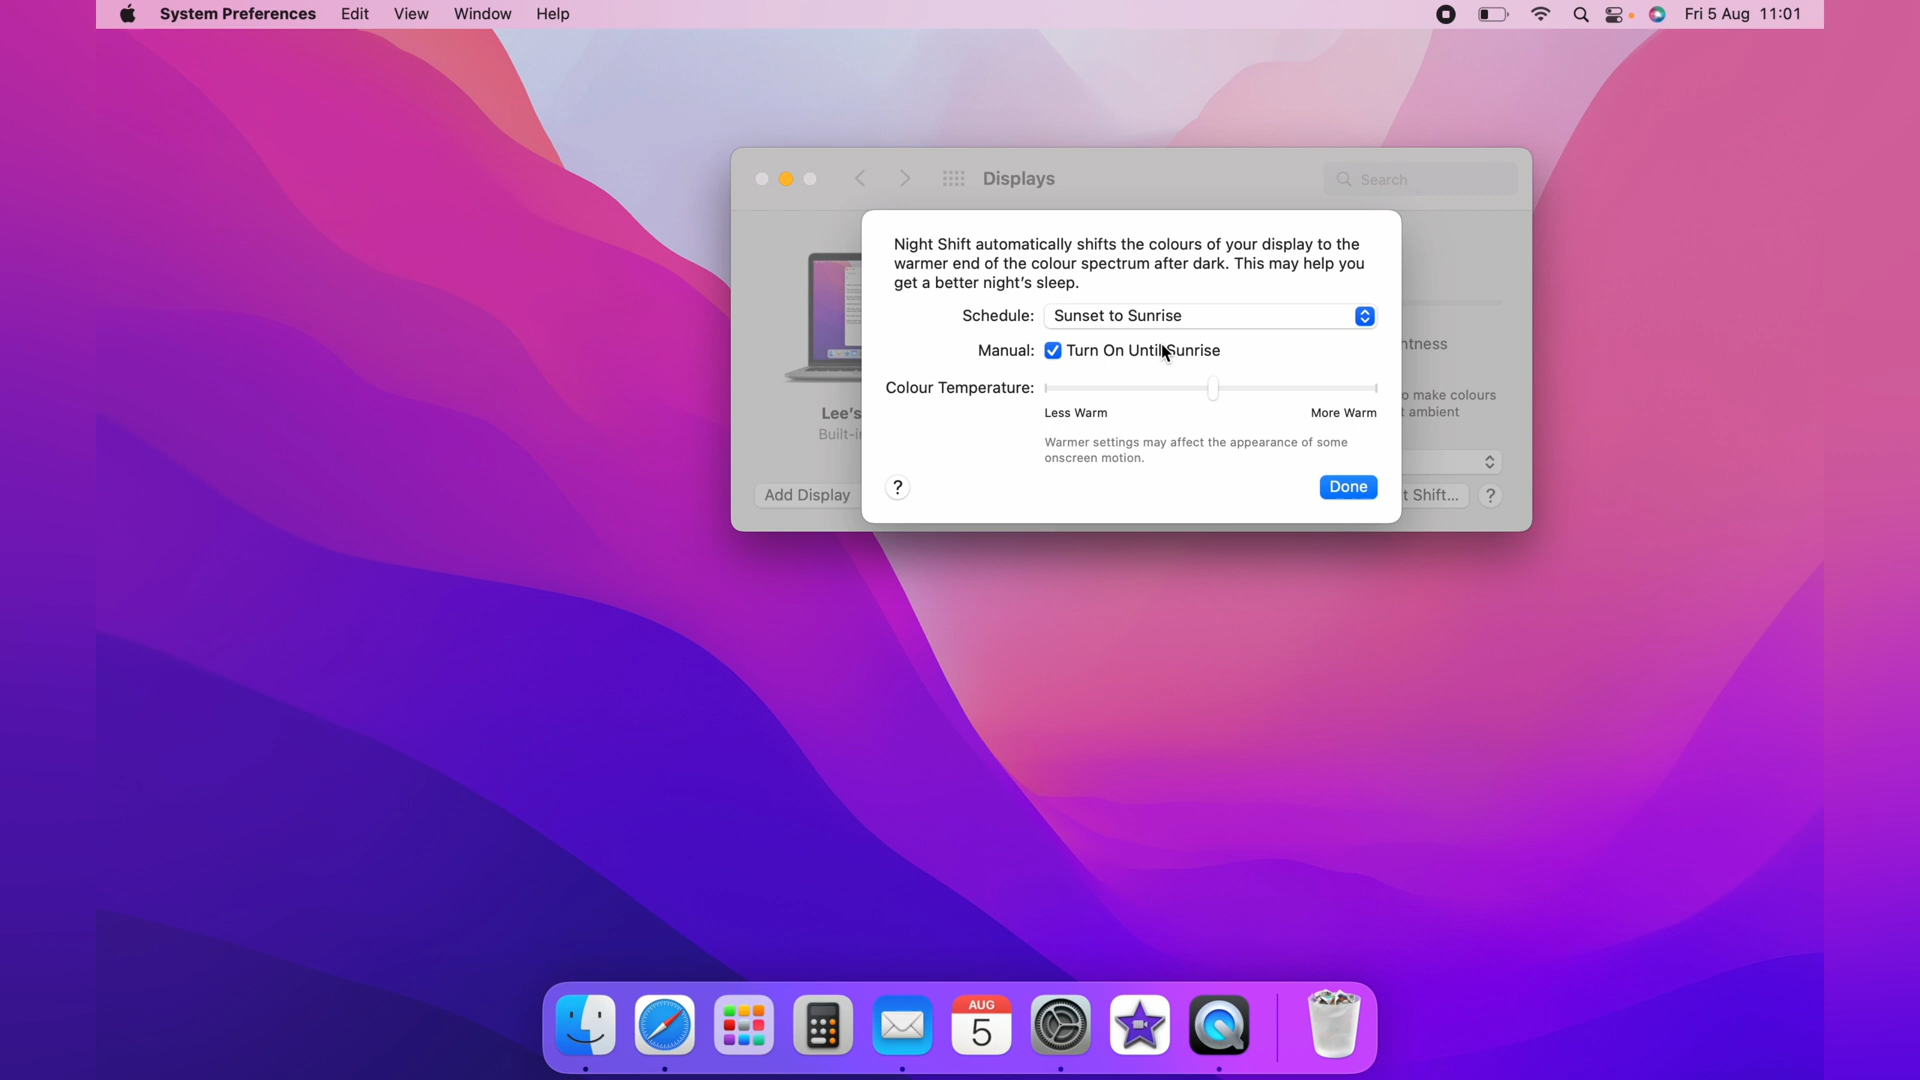 System Preferences Edit View Window Help Fri 5 Aug 11:01
Displays
Search
Night Shift automatically shifts the colours of your display to the
warmer end of the colour spectrum after dark. This may help you
get a better night's sleep.
Schedule: Sunset to Sunrise
Manual: Turn On Until Sunrise
Colour Temperature:
Less Warm More Warm
Warmer settings may affect the appearance of some
onscreen motion.
? Done
Lee's
Built-i
Add Display
ntness
o make colours
t ambient
t Shift... ?
AUG
5